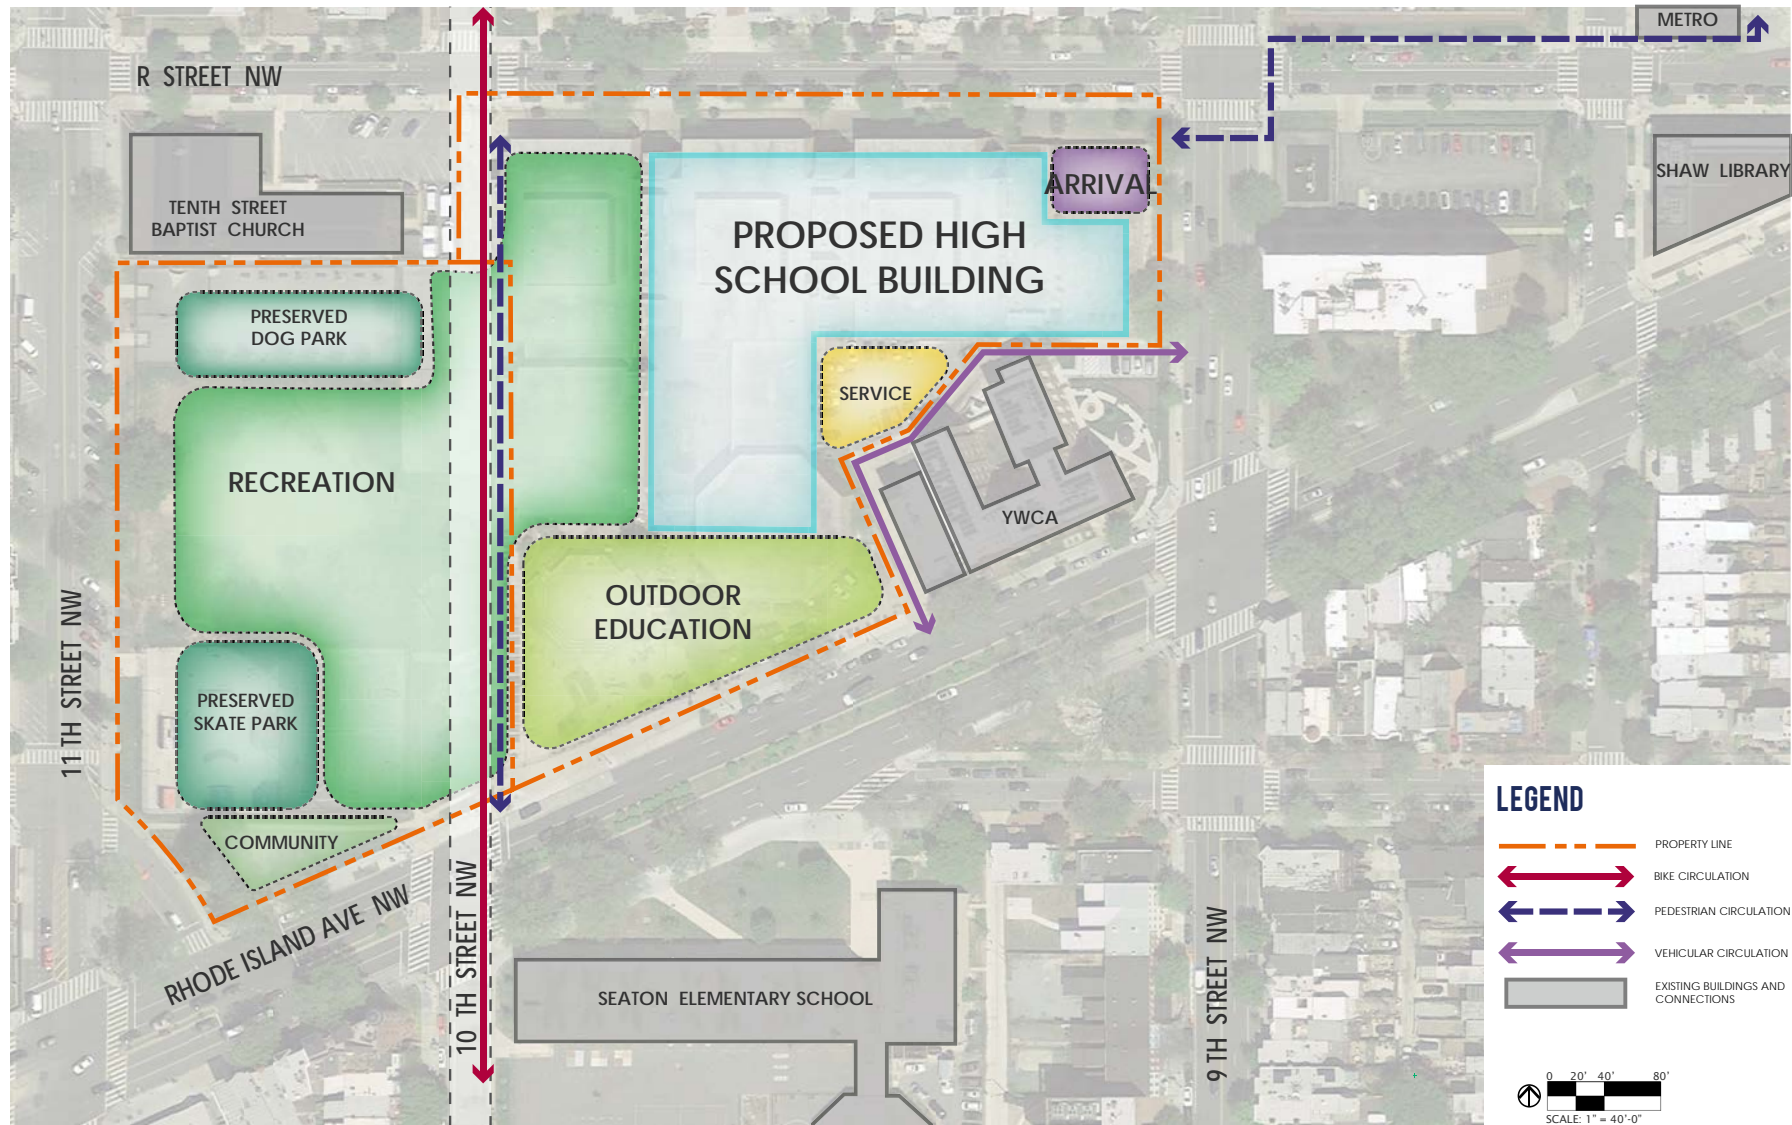 METRO
R STREET NW
SHAW LIBRARY
ARRIVAL
TENTH STREET
BAPTIST CHURCH
PROPOSED HIGH
SCHOOL BUILDING
PRESERVED
DOG PARK
SERVICE
RECREATION
YWCA
OUTDOOR
EDUCATION
11 TH STREET NW
PRESERVED
SKATE PARK
COMMUNITY
RHODE ISLAND AVE NW
10 TH STREET NW
SEATON ELEMENTARY SCHOOL
9 TH STREET NW
LEGEND
PROPERTY LINE
BIKE CIRCULATION
PEDESTRIAN CIRCULATION
VEHICULAR CIRCULATION
EXISTING BUILDINGS AND
CONNECTIONS
0 20' 40' 80'
SCALE: 1" = 40'-0"